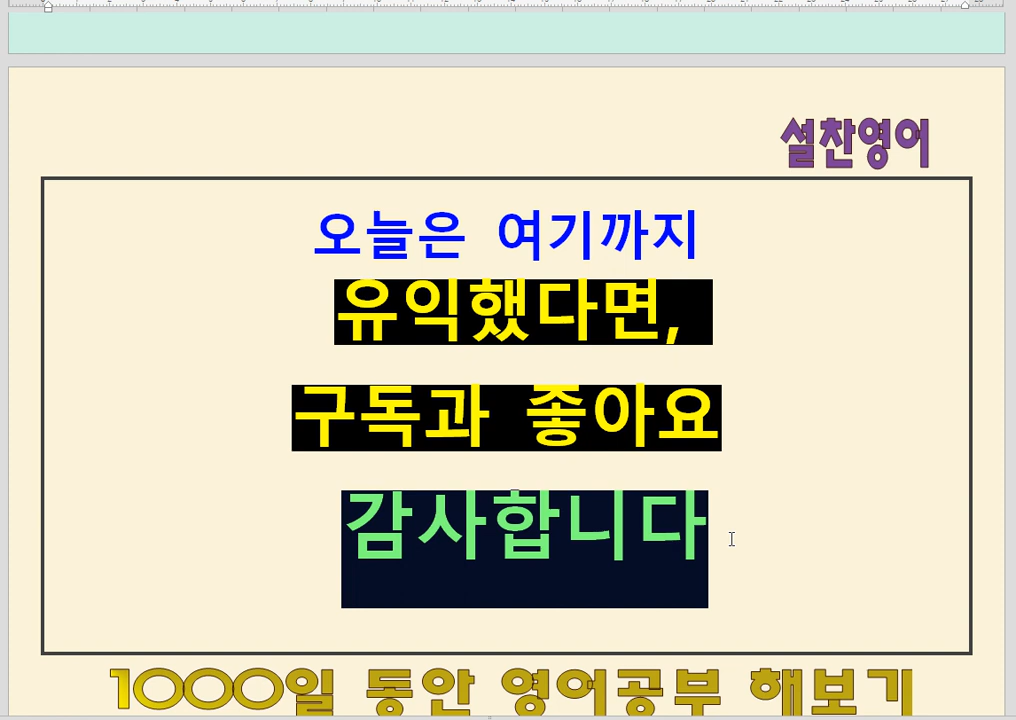 설찬영어
오늘은 여기까지
유익했다면,
구독과 좋아요
감사합니다
1000일 동안 영어공부 해보기